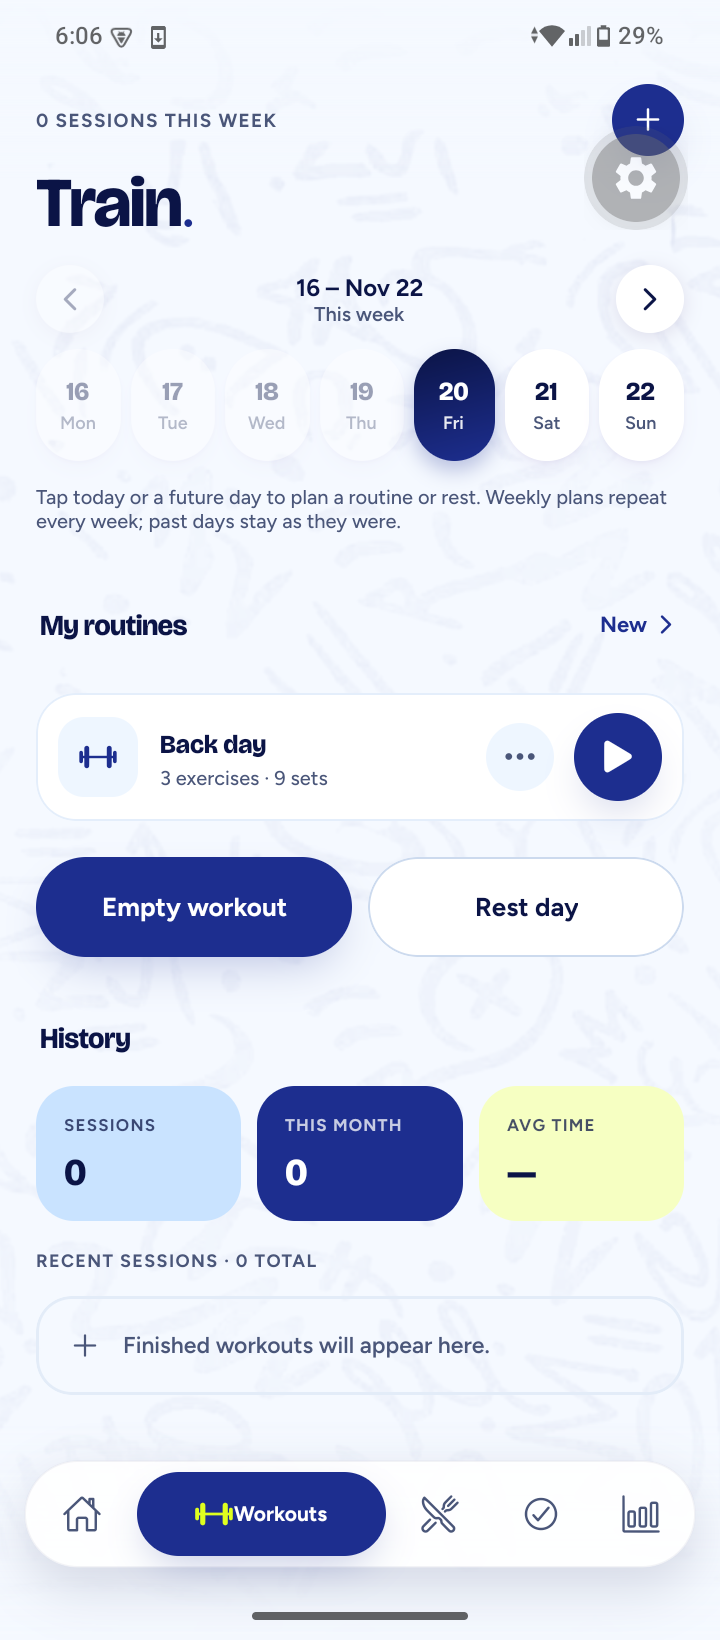 6:06
29%
0 SESSIONS THIS WEEK
Train.
16 – Nov 22
This week
16 17 18 19 20 21 22
Mon Tue Wed Thu Fri Sat Sun
Tap today or a future day to plan a routine or rest. Weekly plans repeat
every week; past days stay as they were.
My routines
New
Back day
3 exercises · 9 sets
Empty workout
Rest day
History
SESSIONS THIS MONTH AVG TIME
0 0 —
RECENT SESSIONS · 0 TOTAL
Finished workouts will appear here.
Workouts